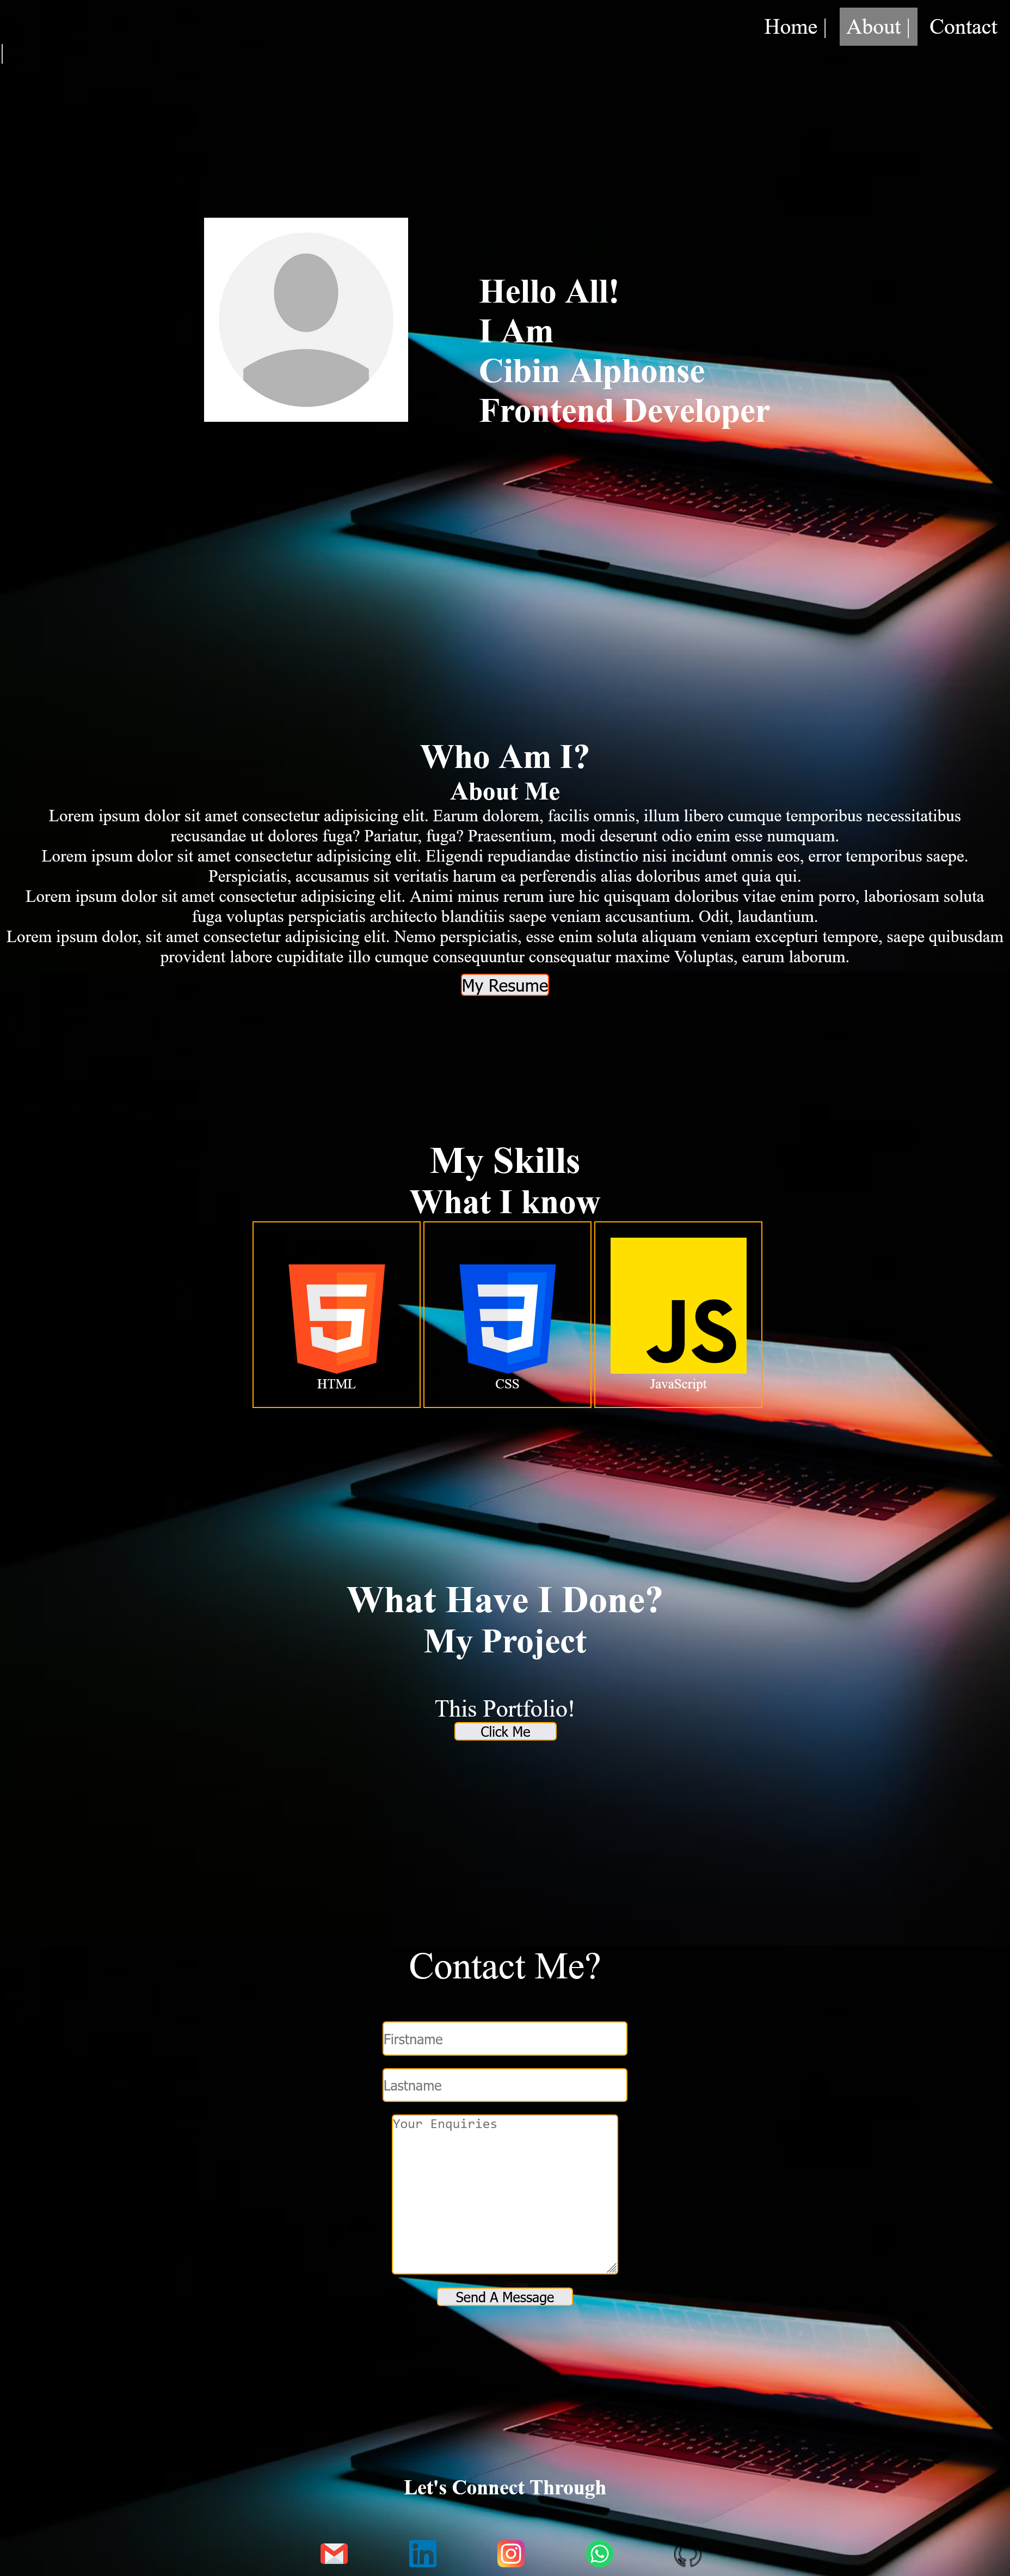 Home | About | Contact
|
Hello All!
I Am
Cibin Alphonse
Frontend Developer
Who Am I?
About Me
Lorem ipsum dolor sit amet consectetur adipisicing elit. Earum dolorem, facilis omnis, illum libero cumque temporibus necessitatibus
recusandae ut dolores fuga? Pariatur, fuga? Praesentium, modi deserunt odio enim esse numquam.
Lorem ipsum dolor sit amet consectetur adipisicing elit. Eligendi repudiandae distinctio nisi incidunt omnis eos, error temporibus saepe.
Perspiciatis, accusamus sit veritatis harum ea perferendis alias doloribus amet quia qui.
Lorem ipsum dolor sit amet consectetur adipisicing elit. Animi minus rerum iure hic quisquam doloribus vitae enim porro, laboriosam soluta
fuga voluptas perspiciatis architecto blanditiis saepe veniam accusantium. Odit, laudantium.
Lorem ipsum dolor, sit amet consectetur adipisicing elit. Nemo perspiciatis, esse enim soluta aliquam veniam excepturi tempore, saepe quibusdam
provident labore cupiditate illo cumque consequuntur consequatur maxime Voluptas, earum laborum.
My Resume
My Skills
What I know
JS
HTML CSS JavaScript
What Have I Done?
My Project
This Portfolio!
Click Me
Contact Me?
Firstname
Lastname
Your Enquiries
Send A Message
Let's Connect Through
in